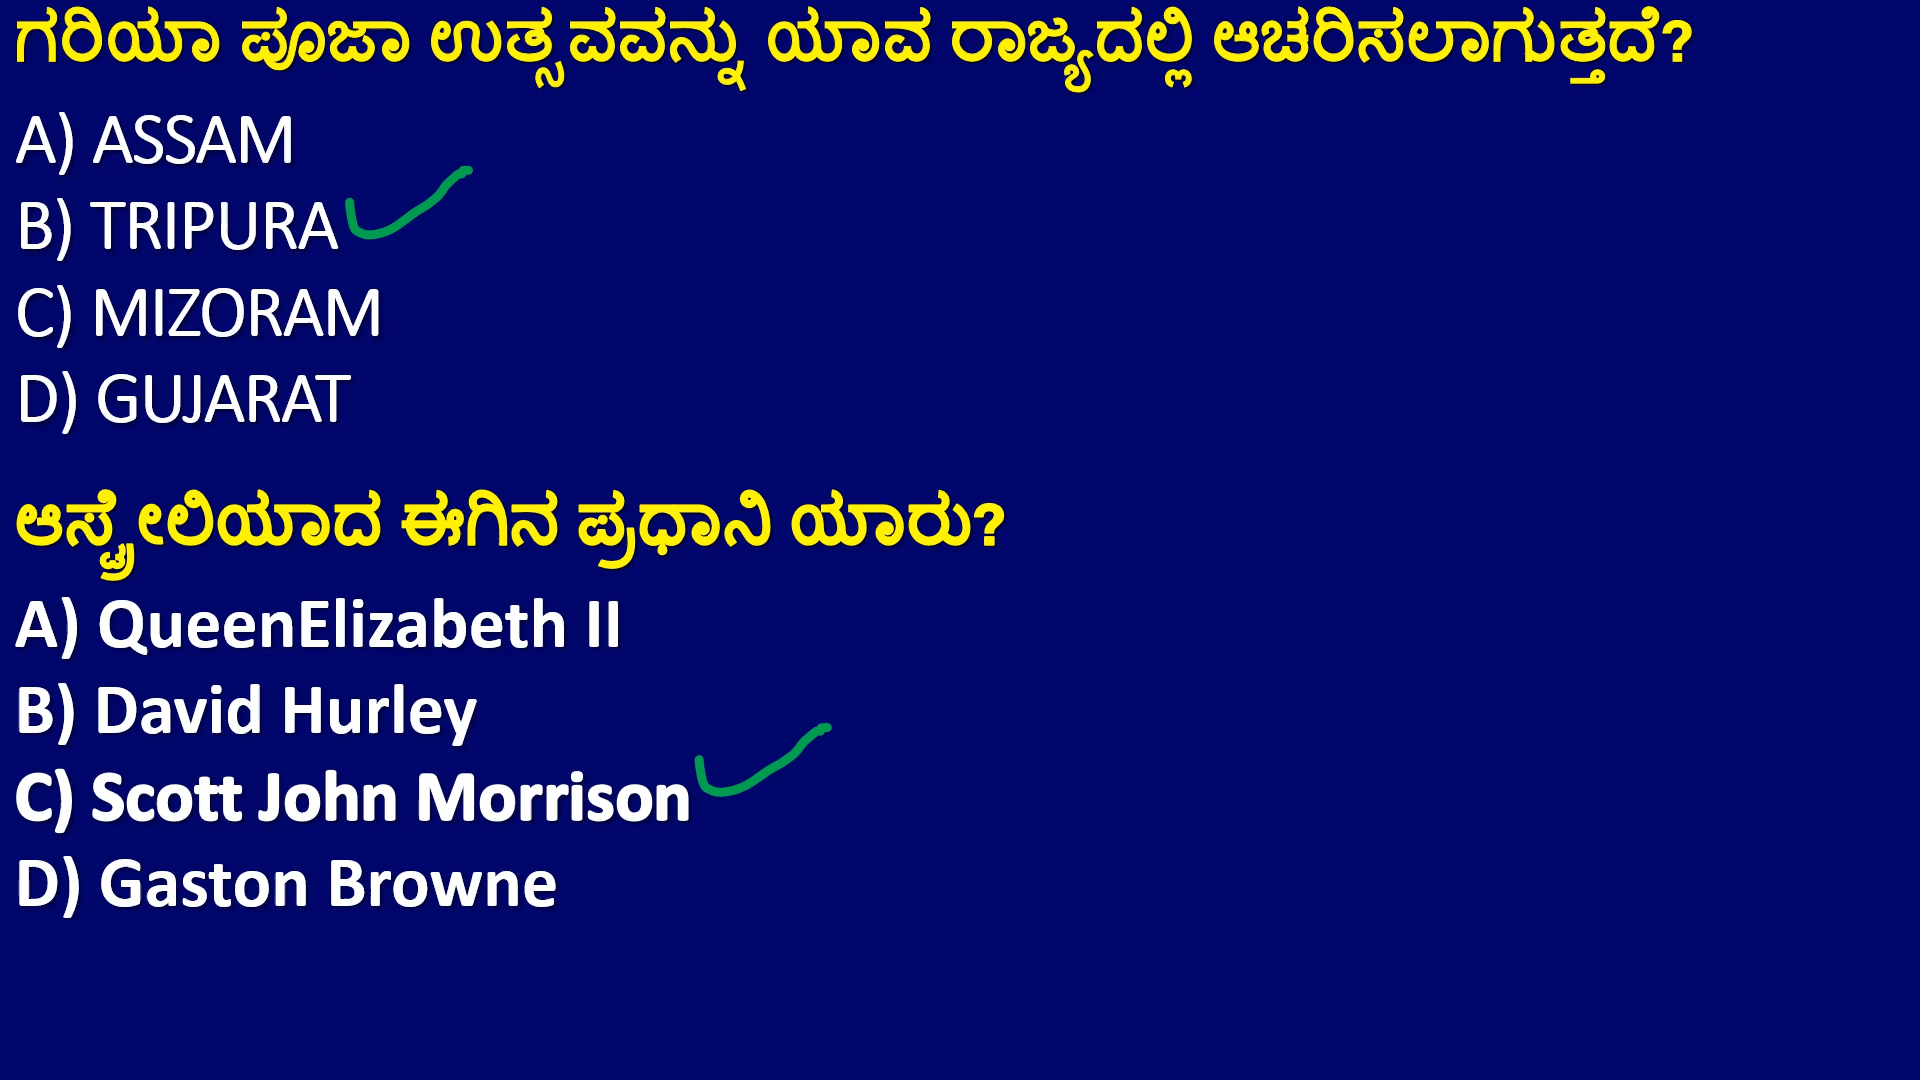 ಗರಿಯಾ ಪೂಜಾ ಉತ್ಸವವನ್ನು ಯಾವ ರಾಜ್ಯದಲ್ಲಿ ಆಚರಿಸಲಾಗುತ್ತದೆ?
A) ASSAM
B) TRIPURA
C) MIZORAM
D) GUJARAT
ಆಸ್ಟ್ರೇಲಿಯಾದ ಈಗಿನ ಪ್ರಧಾನಿ ಯಾರು?
A) QueenElizabeth II
B) David Hurley
C) Scott John Morrison
D) Gaston Browne